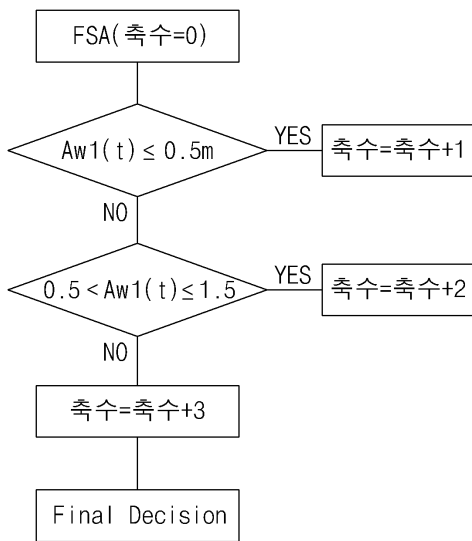 FSA(축수=0)
Aw1(t) ≤ 0.5m
YES
축수=축수+1
NO
0.5 < Aw1(t) ≤ 1.5
YES
축수=축수+2
NO
축수=축수+3
Final Decision